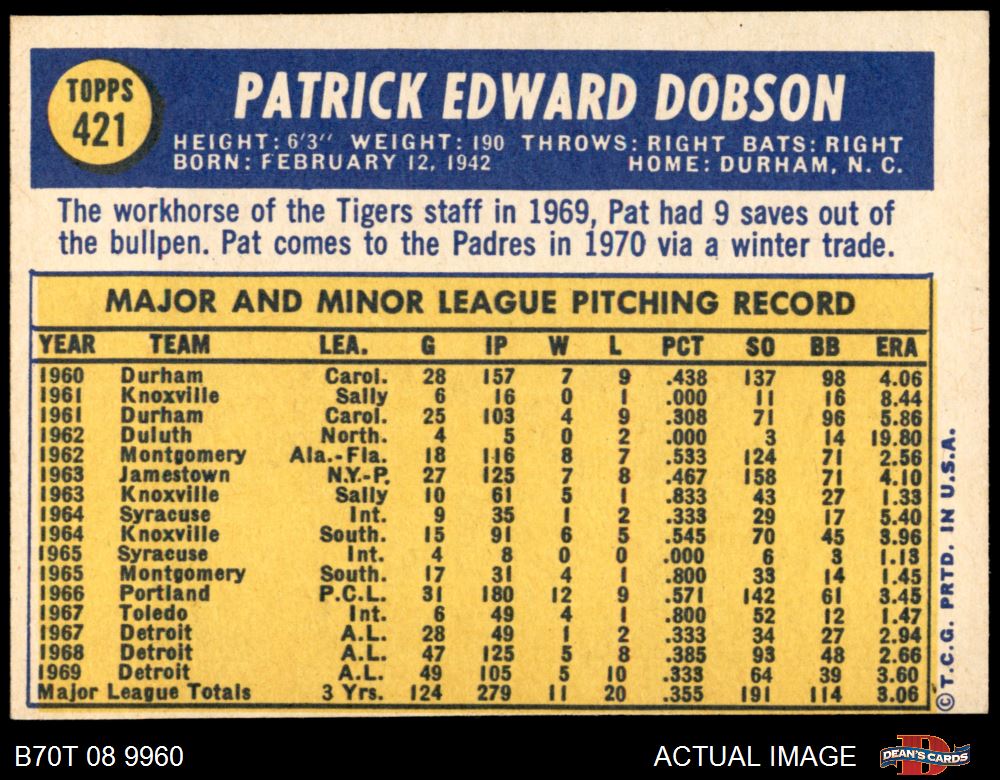 TOPPS
421
PATRICK EDWARD DOBSON
HEIGHT: 6'3" WEIGHT: 190 THROWS: RIGHT BATS: RIGHT
BORN: FEBRUARY 12, 1942 HOME: DURHAM, N. C.
The workhorse of the Tigers staff in 1969, Pat had 9 saves out of
the bullpen. Pat comes to the Padres in 1970 via a winter trade.
MAJOR AND MINOR LEAGUE PITCHING RECORD
YEAR TEAM LEA. G IP W L PCT SO BB ERA
1960 Durham Carol. 28 157 7 9 .438 137 98 4.06
1961 Knoxville Sally 6 16 0 1 .000 11 16 8.44
1961 Durham Carol. 25 103 4 9 .308 71 96 5.86
1962 Duluth North. 4 5 0 2 .000 3 14 19.80
1962 Montgomery Ala.-Fla. 18 116 8 7 .533 124 71 2.56
1963 Jamestown N.Y.-P. 27 125 7 8 .467 158 71 4.10
1963 Knoxville Sally 10 61 5 1 .833 43 27 1.33
1964 Syracuse Int. 9 35 1 2 .333 29 17 5.40
1964 Knoxville South. 15 91 6 5 .545 70 45 3.96
1965 Syracuse Int. 4 8 0 0 .000 6 3 1.13
1965 Montgomery South. 17 31 4 1 .800 33 14 1.45
1966 Portland P.C.L. 31 180 12 9 .571 142 61 3.45
1967 Toledo Int. 6 49 4 1 .800 52 12 1.47
1967 Detroit A.L. 28 49 1 2 .333 34 27 2.94
1968 Detroit A.L. 47 125 5 8 .385 93 48 2.66
1969 Detroit A.L. 49 105 5 10 .333 64 39 3.60
Major League Totals 3 Yrs. 124 279 11 20 .355 191 114 3.06
© T.C.G. PRTD. IN U.S.A.
B70T 08 9960 ACTUAL IMAGE
DEAN'S CARDS